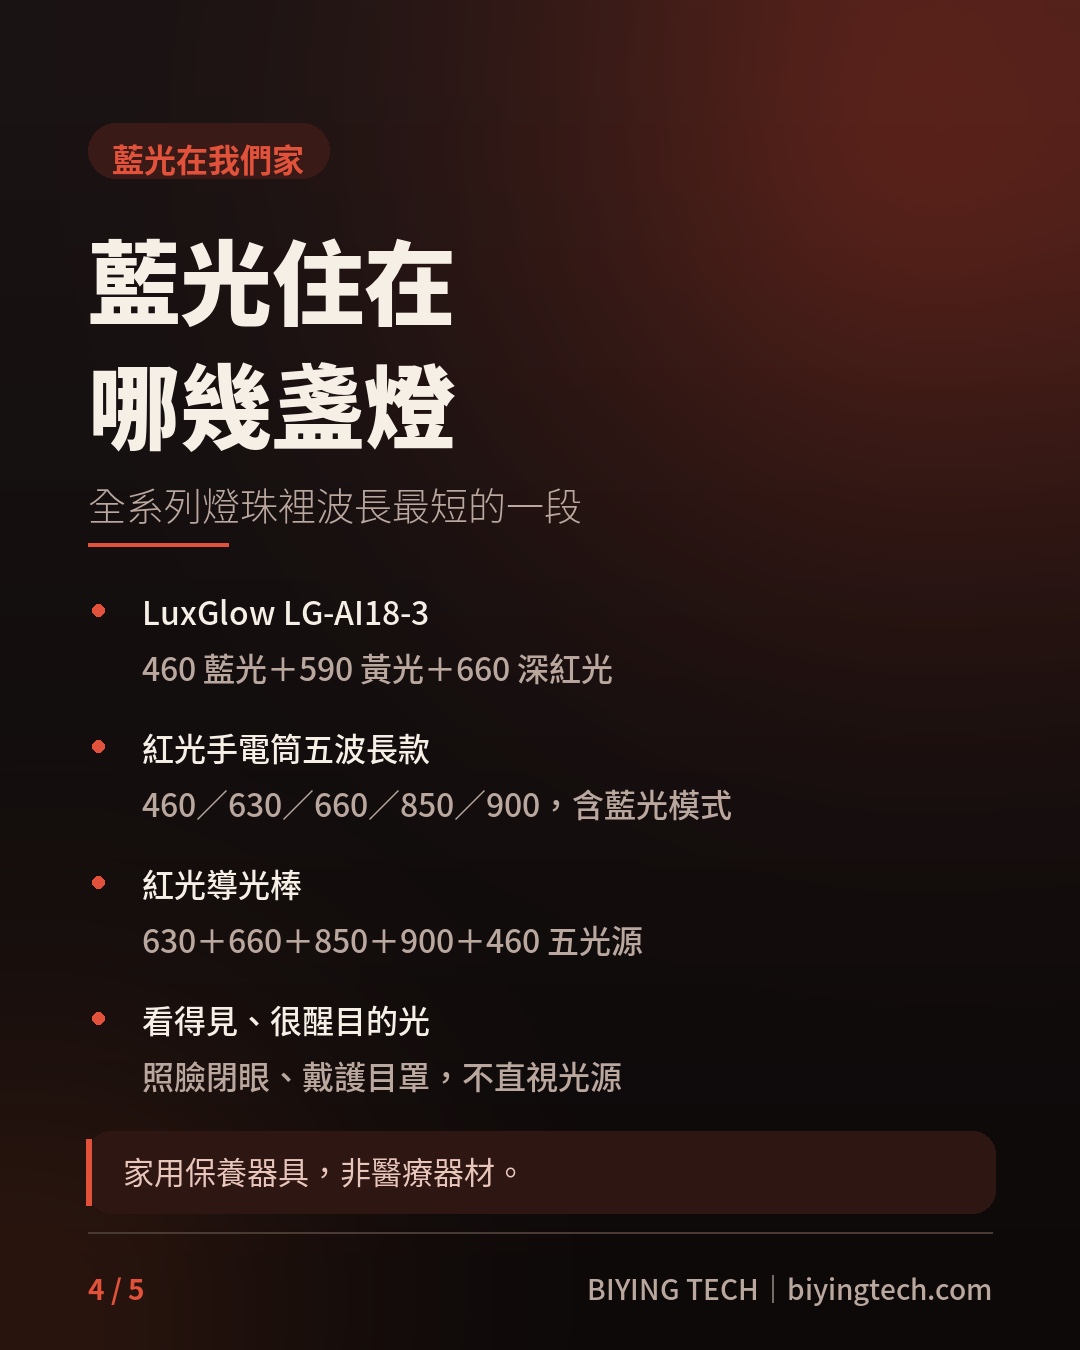 藍光在我們家
藍光住在
哪幾盞燈
全系列燈珠裡波長最短的一段
LuxGlow LG-AI18-3
460 藍光＋590 黃光＋660 深紅光
紅光手電筒五波長款
460／630／660／850／900，含藍光模式
紅光導光棒
630＋660＋850＋900＋460 五光源
看得見、很醒目的光
照臉閉眼、戴護目罩，不直視光源
家用保養器具，非醫療器材。
4 / 5
BIYING TECH｜biyingtech.com